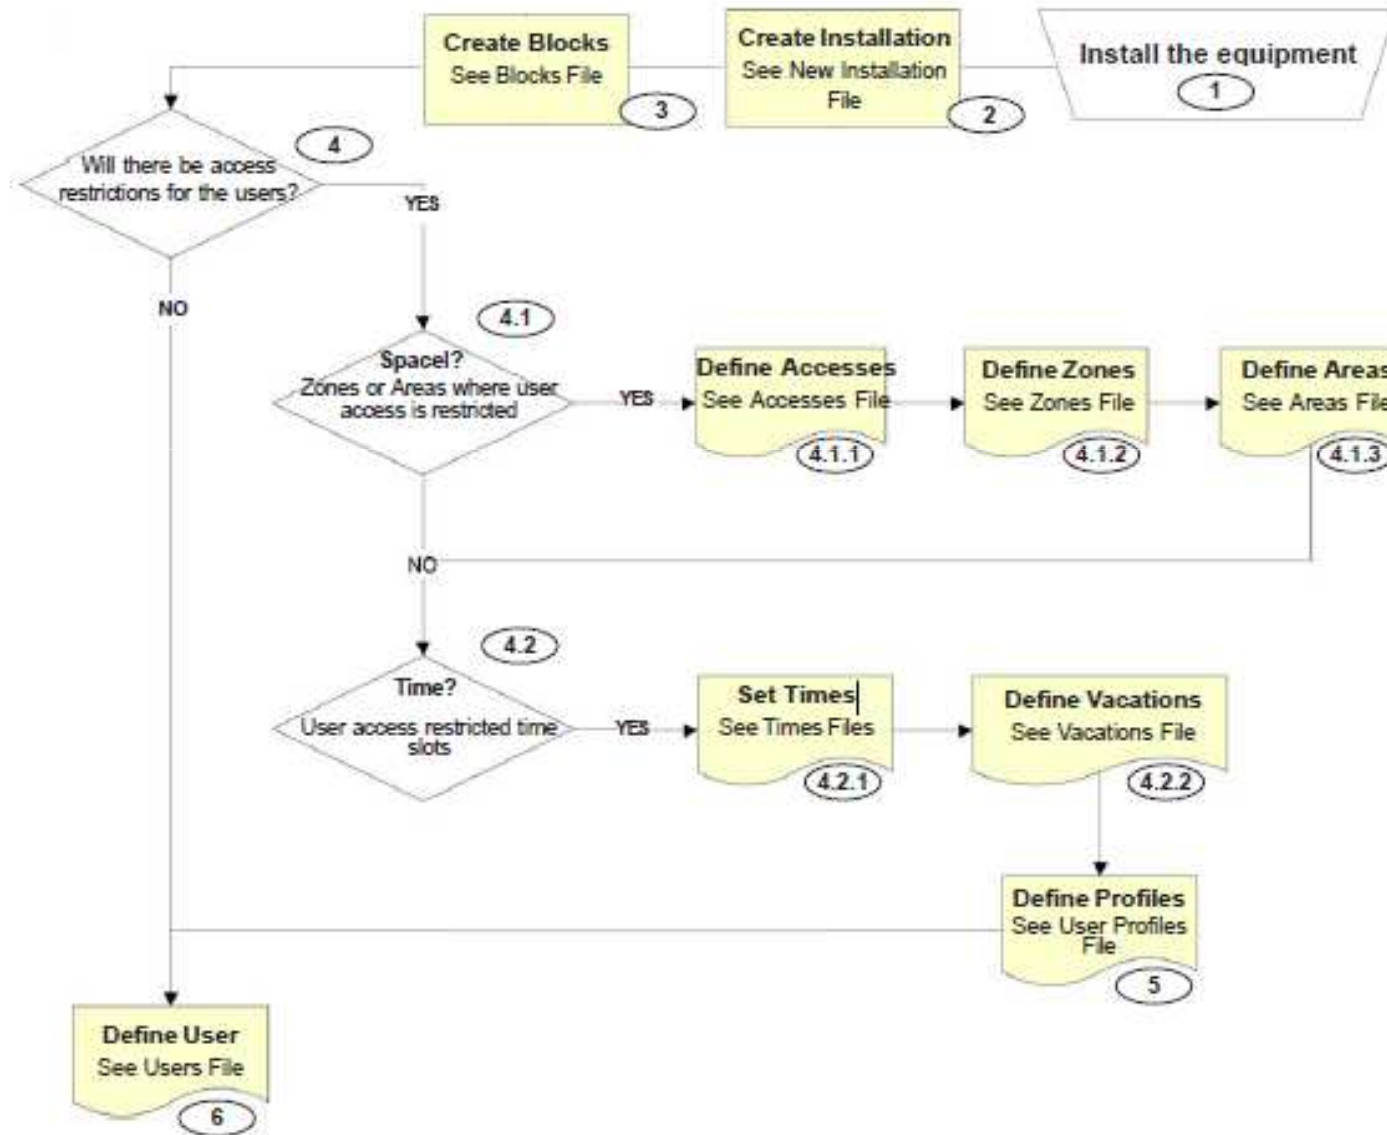 Install the equipment
1
Create Installation
See New Installation
File
2
Create Blocks
See Blocks File
3
4
Will there be access
restrictions for the users?
YES
NO
4.1
Spacel?
Zones or Areas where user
access is restricted
YES
Define Accesses
See Accesses File
4.1.1
Define Zones
See Zones File
4.1.2
Define Areas
See Areas File
4.1.3
NO
4.2
Time?
User access restricted time
slots
YES
Set Times
See Times Files
4.2.1
Define Vacations
See Vacations File
4.2.2
Define Profiles
See User Profiles
File
5
Define User
See Users File
6